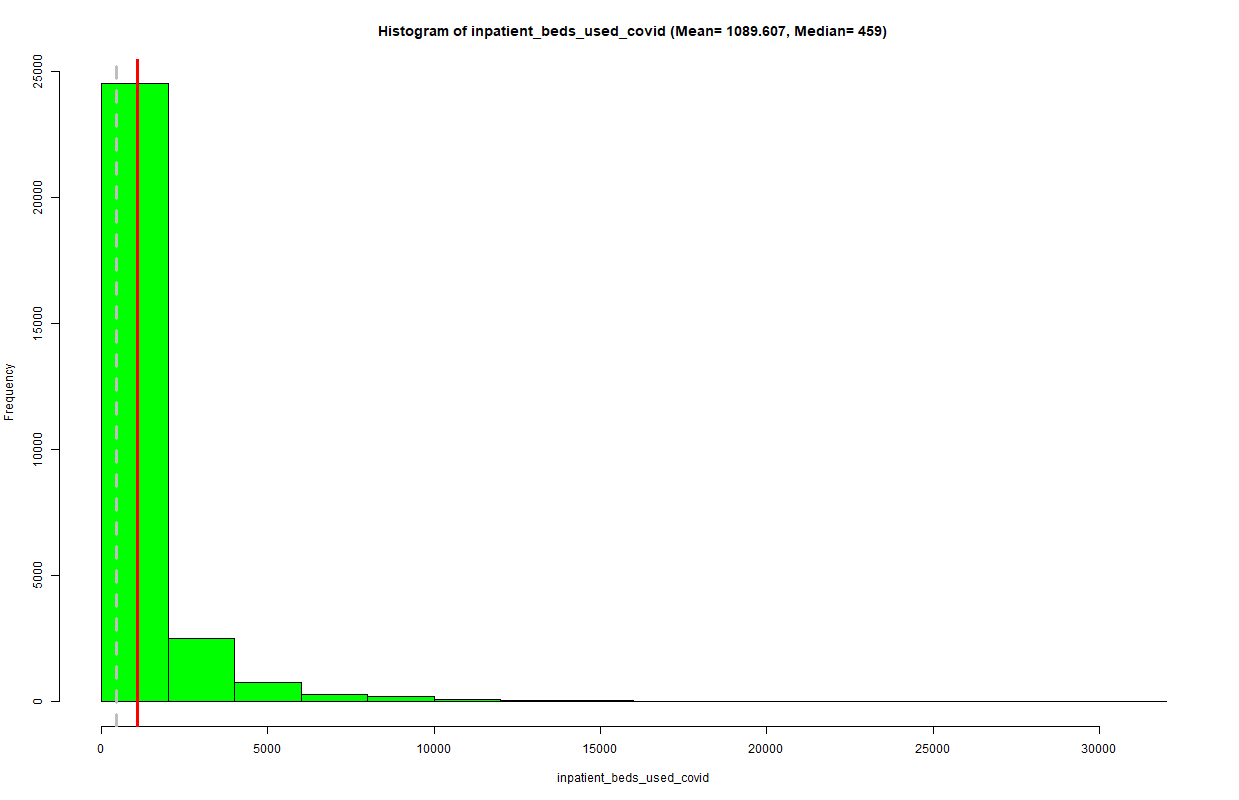 Histogram of inpatient_beds_used_covid (Mean= 1089.607, Median= 459)
Frequency
25000
20000
15000
10000
5000
0
0 5000 10000 15000 20000 25000 30000
inpatient_beds_used_covid